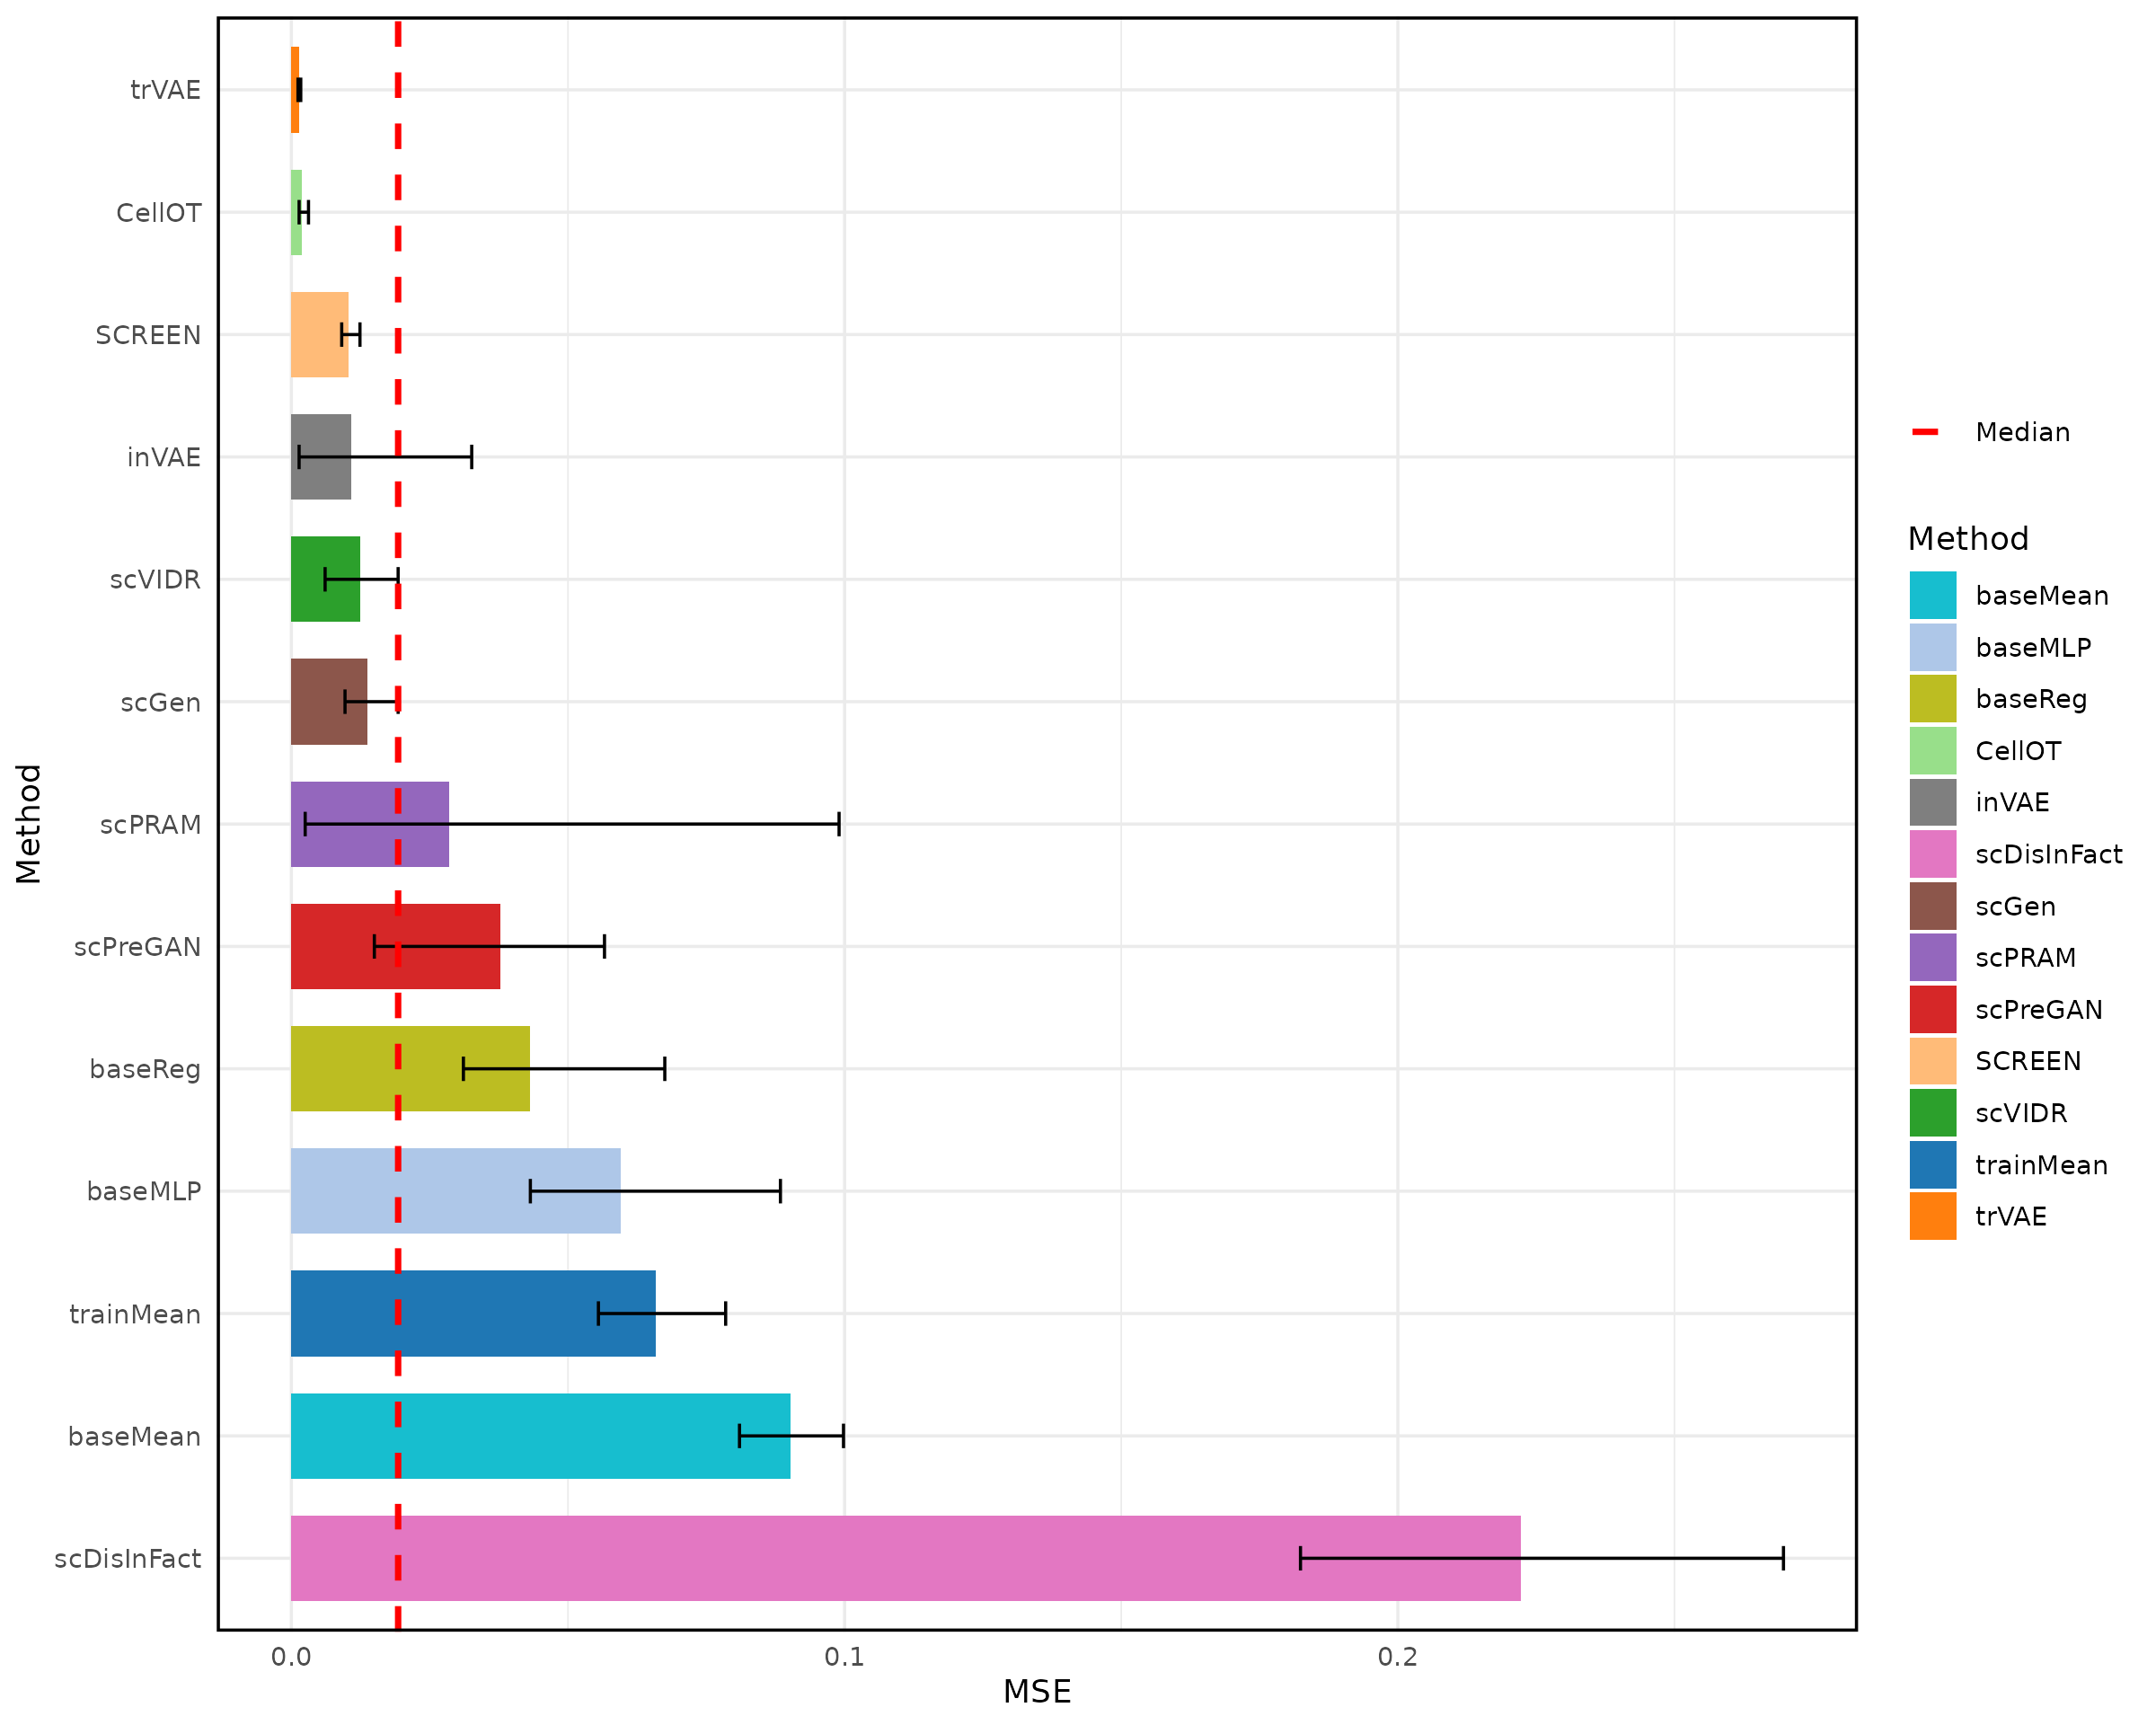 trVAE
CellOT
SCREEN
inVAE
scVIDR
scGen
scPRAM
scPreGAN
baseReg
baseMLP
trainMean
baseMean
scDisInFact
Method
0.0
0.1
0.2
MSE
Median
Method
baseMean
baseMLP
baseReg
CellOT
inVAE
scDisInFact
scGen
scPRAM
scPreGAN
SCREEN
scVIDR
trainMean
trVAE